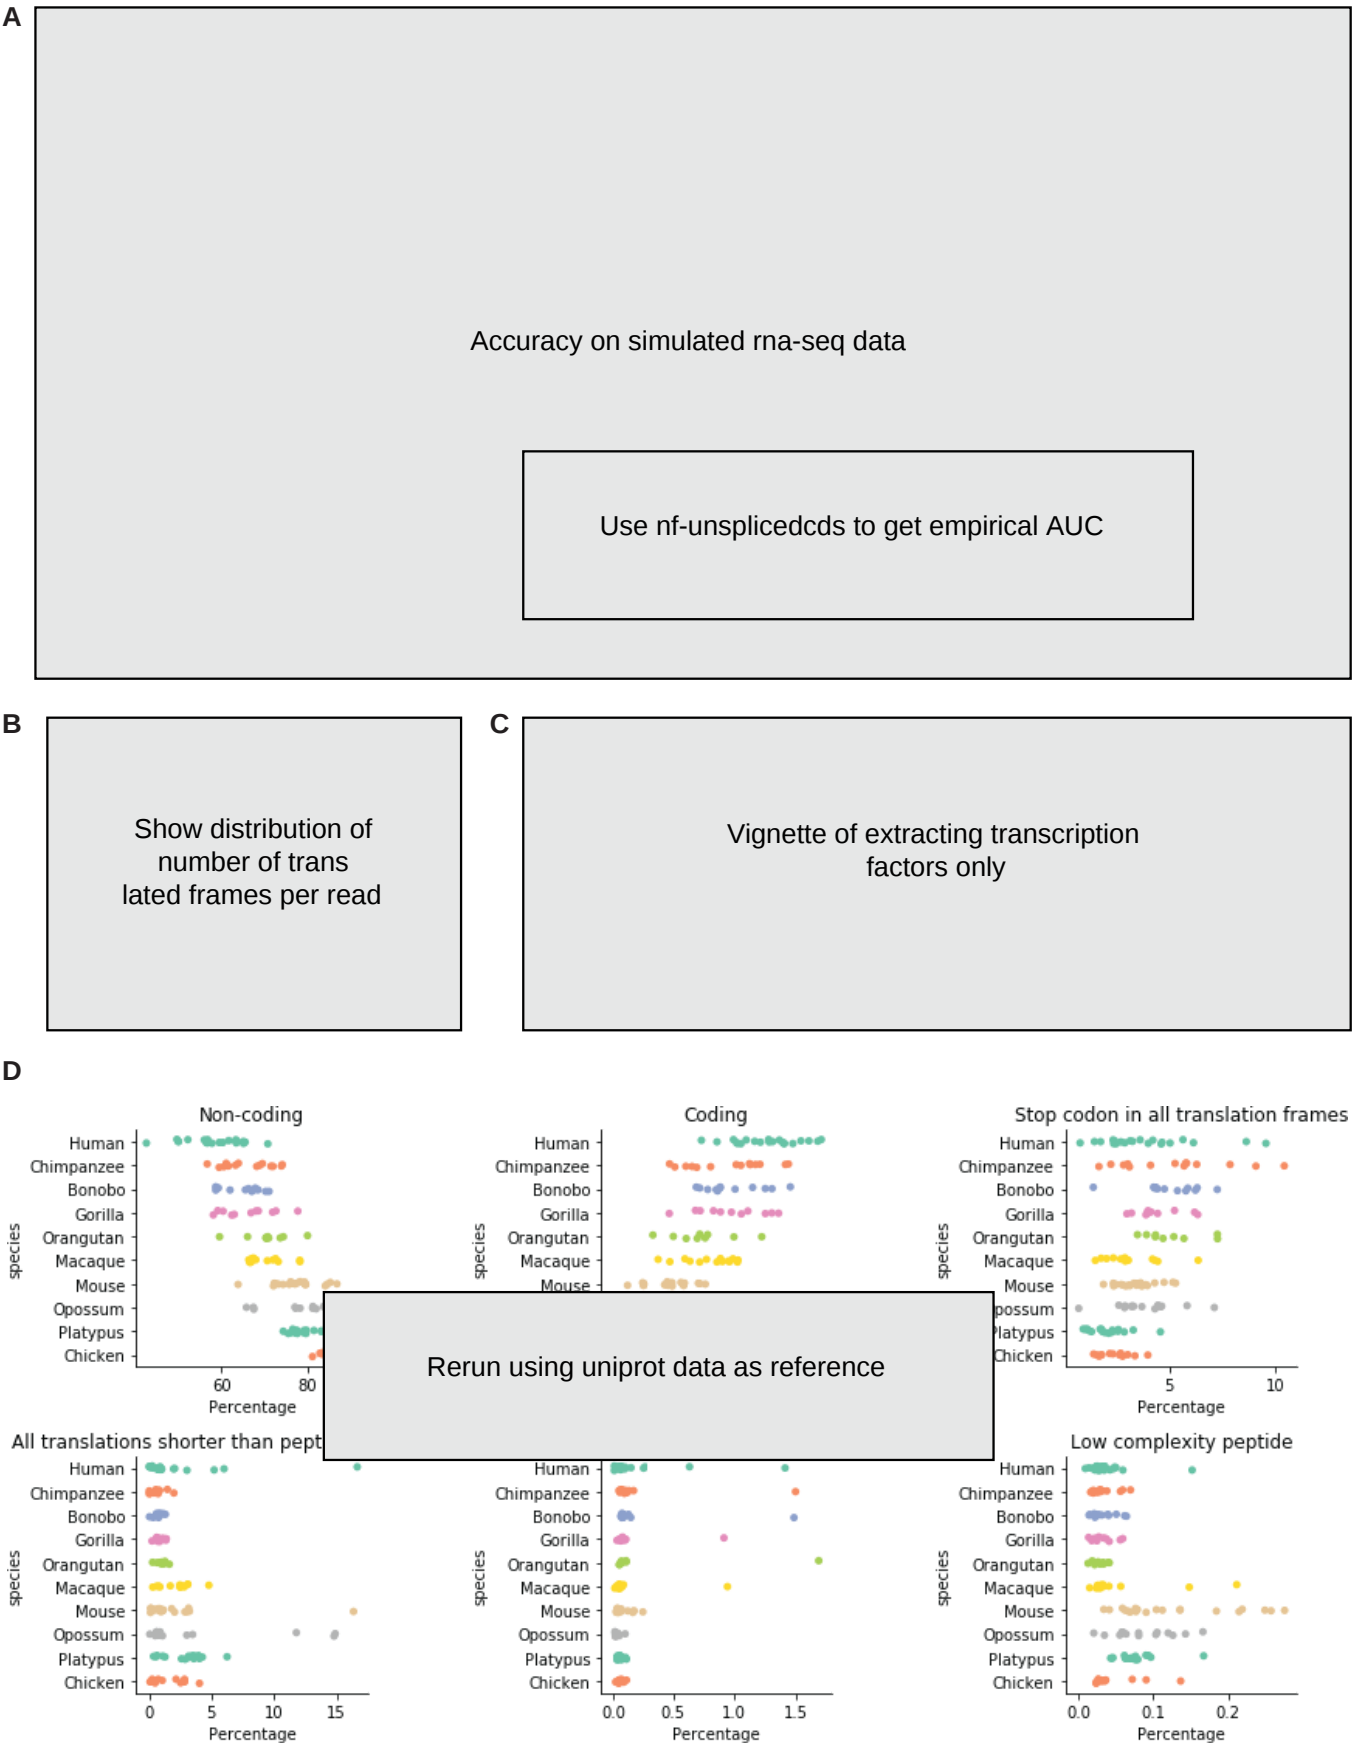 A
Accuracy on simulated rna-seq data
Use nf-unsplicedcds to get empirical AUC
B
Show distribution of
number of trans
lated frames per read
C
Vignette of extracting transcription
factors only
D
Non-coding
species
Human
Chimpanzee
Bonobo
Gorilla
Orangutan
Macaque
Mouse
Opossum
Platypus
Chicken
60 80
Percentage
Coding
species
Human
Chimpanzee
Bonobo
Gorilla
Orangutan
Macaque
Mouse
Stop codon in all translation frames
species
Human
Chimpanzee
Bonobo
Gorilla
Orangutan
Macaque
Mouse
possum
Platypus
Chicken
5 10
Percentage
Rerun using uniprot data as reference
All translations shorter than pept
species
Human
Chimpanzee
Bonobo
Gorilla
Orangutan
Macaque
Mouse
Opossum
Platypus
Chicken
0 5 10 15
Percentage
species
Human
Chimpanzee
Bonobo
Gorilla
Orangutan
Macaque
Mouse
Opossum
Platypus
Chicken
0.0 0.5 1.0 1.5
Percentage
Low complexity peptide
species
Human
Chimpanzee
Bonobo
Gorilla
Orangutan
Macaque
Mouse
Opossum
Platypus
Chicken
0.0 0.1 0.2
Percentage